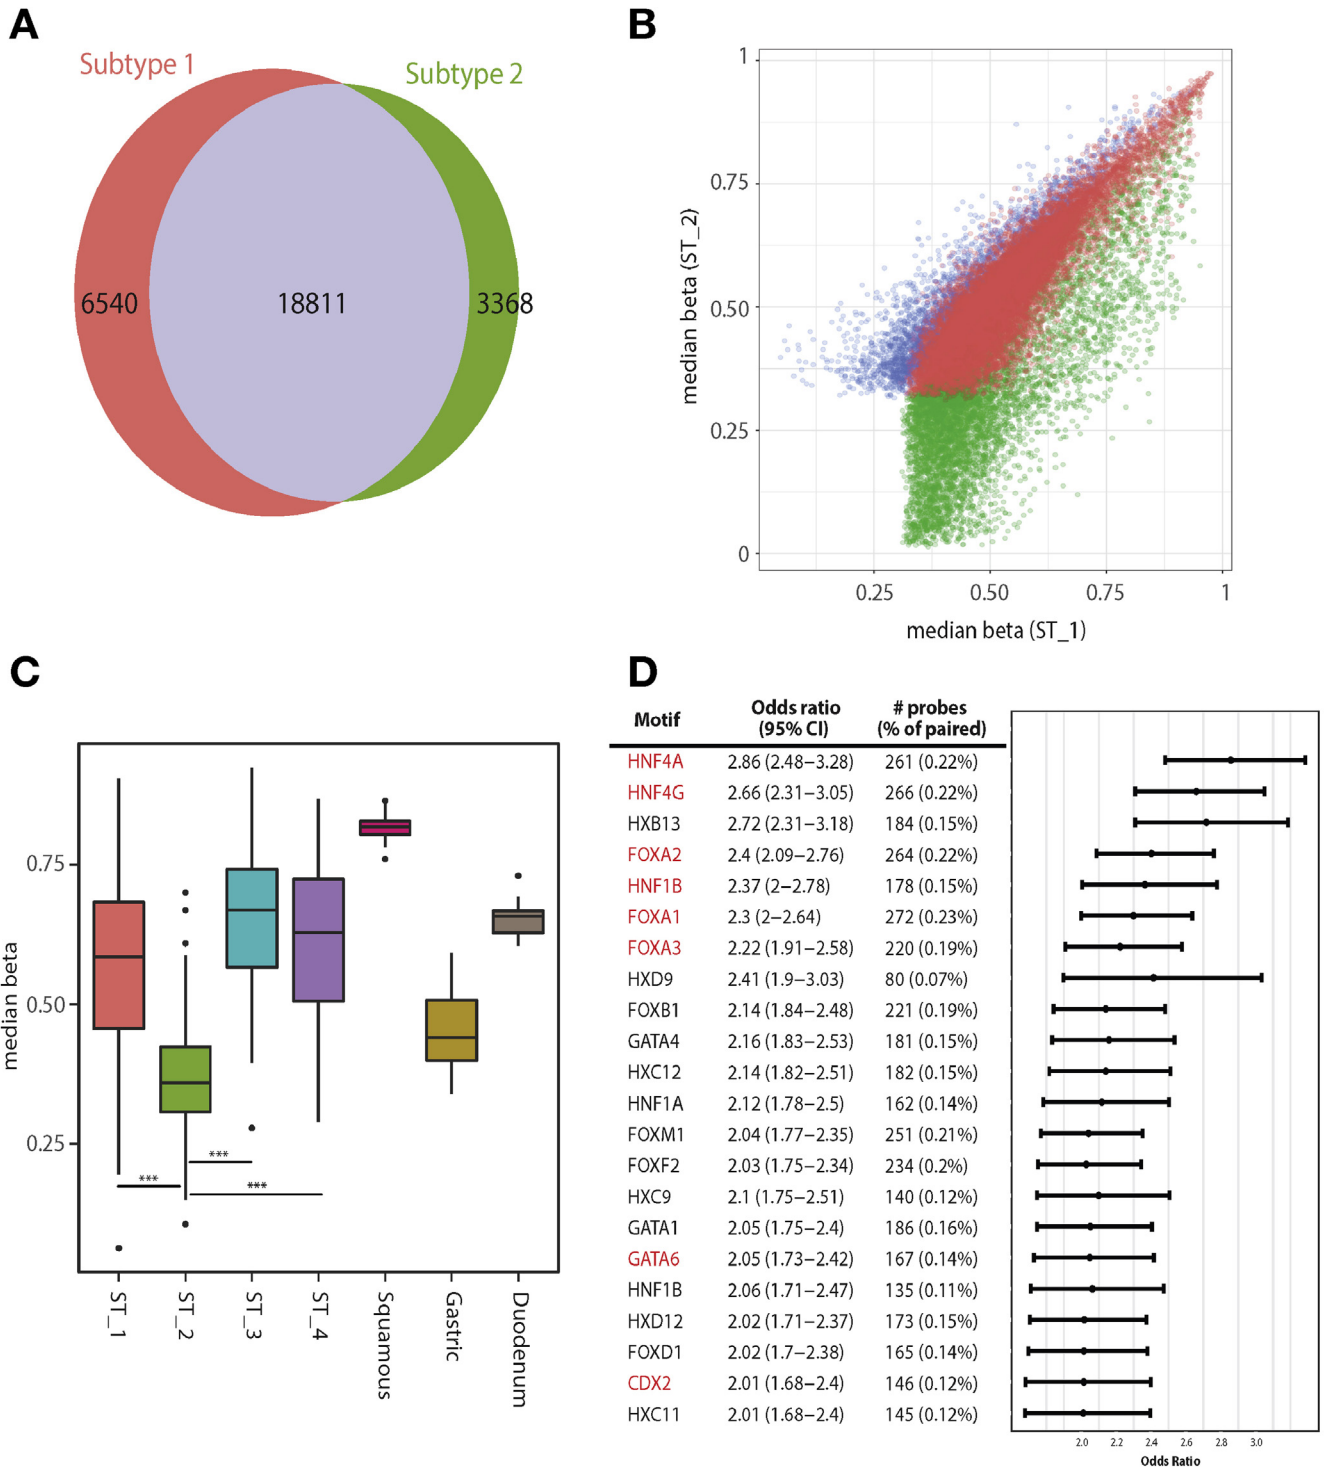 A
Subtype 1
Subtype 2
6540
18811
3368
B
1
0.75
0.50
0.25
0
median beta (ST_2)
0.25
0.50
0.75
1
median beta (ST_1)
C
0.75
0.50
0.25
median beta
***
***
***
ST_1
ST_2
ST_3
ST_4
Squamous
Gastric
Duodenum
D
Motif
Odds ratio
(95% CI)
# probes
(% of paired)
HNF4A 2.86 (2.48–3.28) 261 (0.22%)
HNF4G 2.66 (2.31–3.05) 266 (0.22%)
HXB13 2.72 (2.31–3.18) 184 (0.15%)
FOXA2 2.4 (2.09–2.76) 264 (0.22%)
HNF1B 2.37 (2–2.78) 178 (0.15%)
FOXA1 2.3 (2–2.64) 272 (0.23%)
FOXA3 2.22 (1.91–2.58) 220 (0.19%)
HXD9 2.41 (1.9–3.03) 80 (0.07%)
FOXB1 2.14 (1.84–2.48) 221 (0.19%)
GATA4 2.16 (1.83–2.53) 181 (0.15%)
HXC12 2.14 (1.82–2.51) 182 (0.15%)
HNF1A 2.12 (1.78–2.5) 162 (0.14%)
FOXM1 2.04 (1.77–2.35) 251 (0.21%)
FOXF2 2.03 (1.75–2.34) 234 (0.2%)
HXC9 2.1 (1.75–2.51) 140 (0.12%)
GATA1 2.05 (1.75–2.4) 186 (0.16%)
GATA6 2.05 (1.73–2.42) 167 (0.14%)
HNF1B 2.06 (1.71–2.47) 135 (0.11%)
HXD12 2.02 (1.71–2.37) 173 (0.15%)
FOXD1 2.02 (1.7–2.38) 165 (0.14%)
CDX2 2.01 (1.68–2.4) 146 (0.12%)
HXC11 2.01 (1.68–2.4) 145 (0.12%)
2.0 2.2 2.4 2.6 2.8 3.0
Odds Ratio